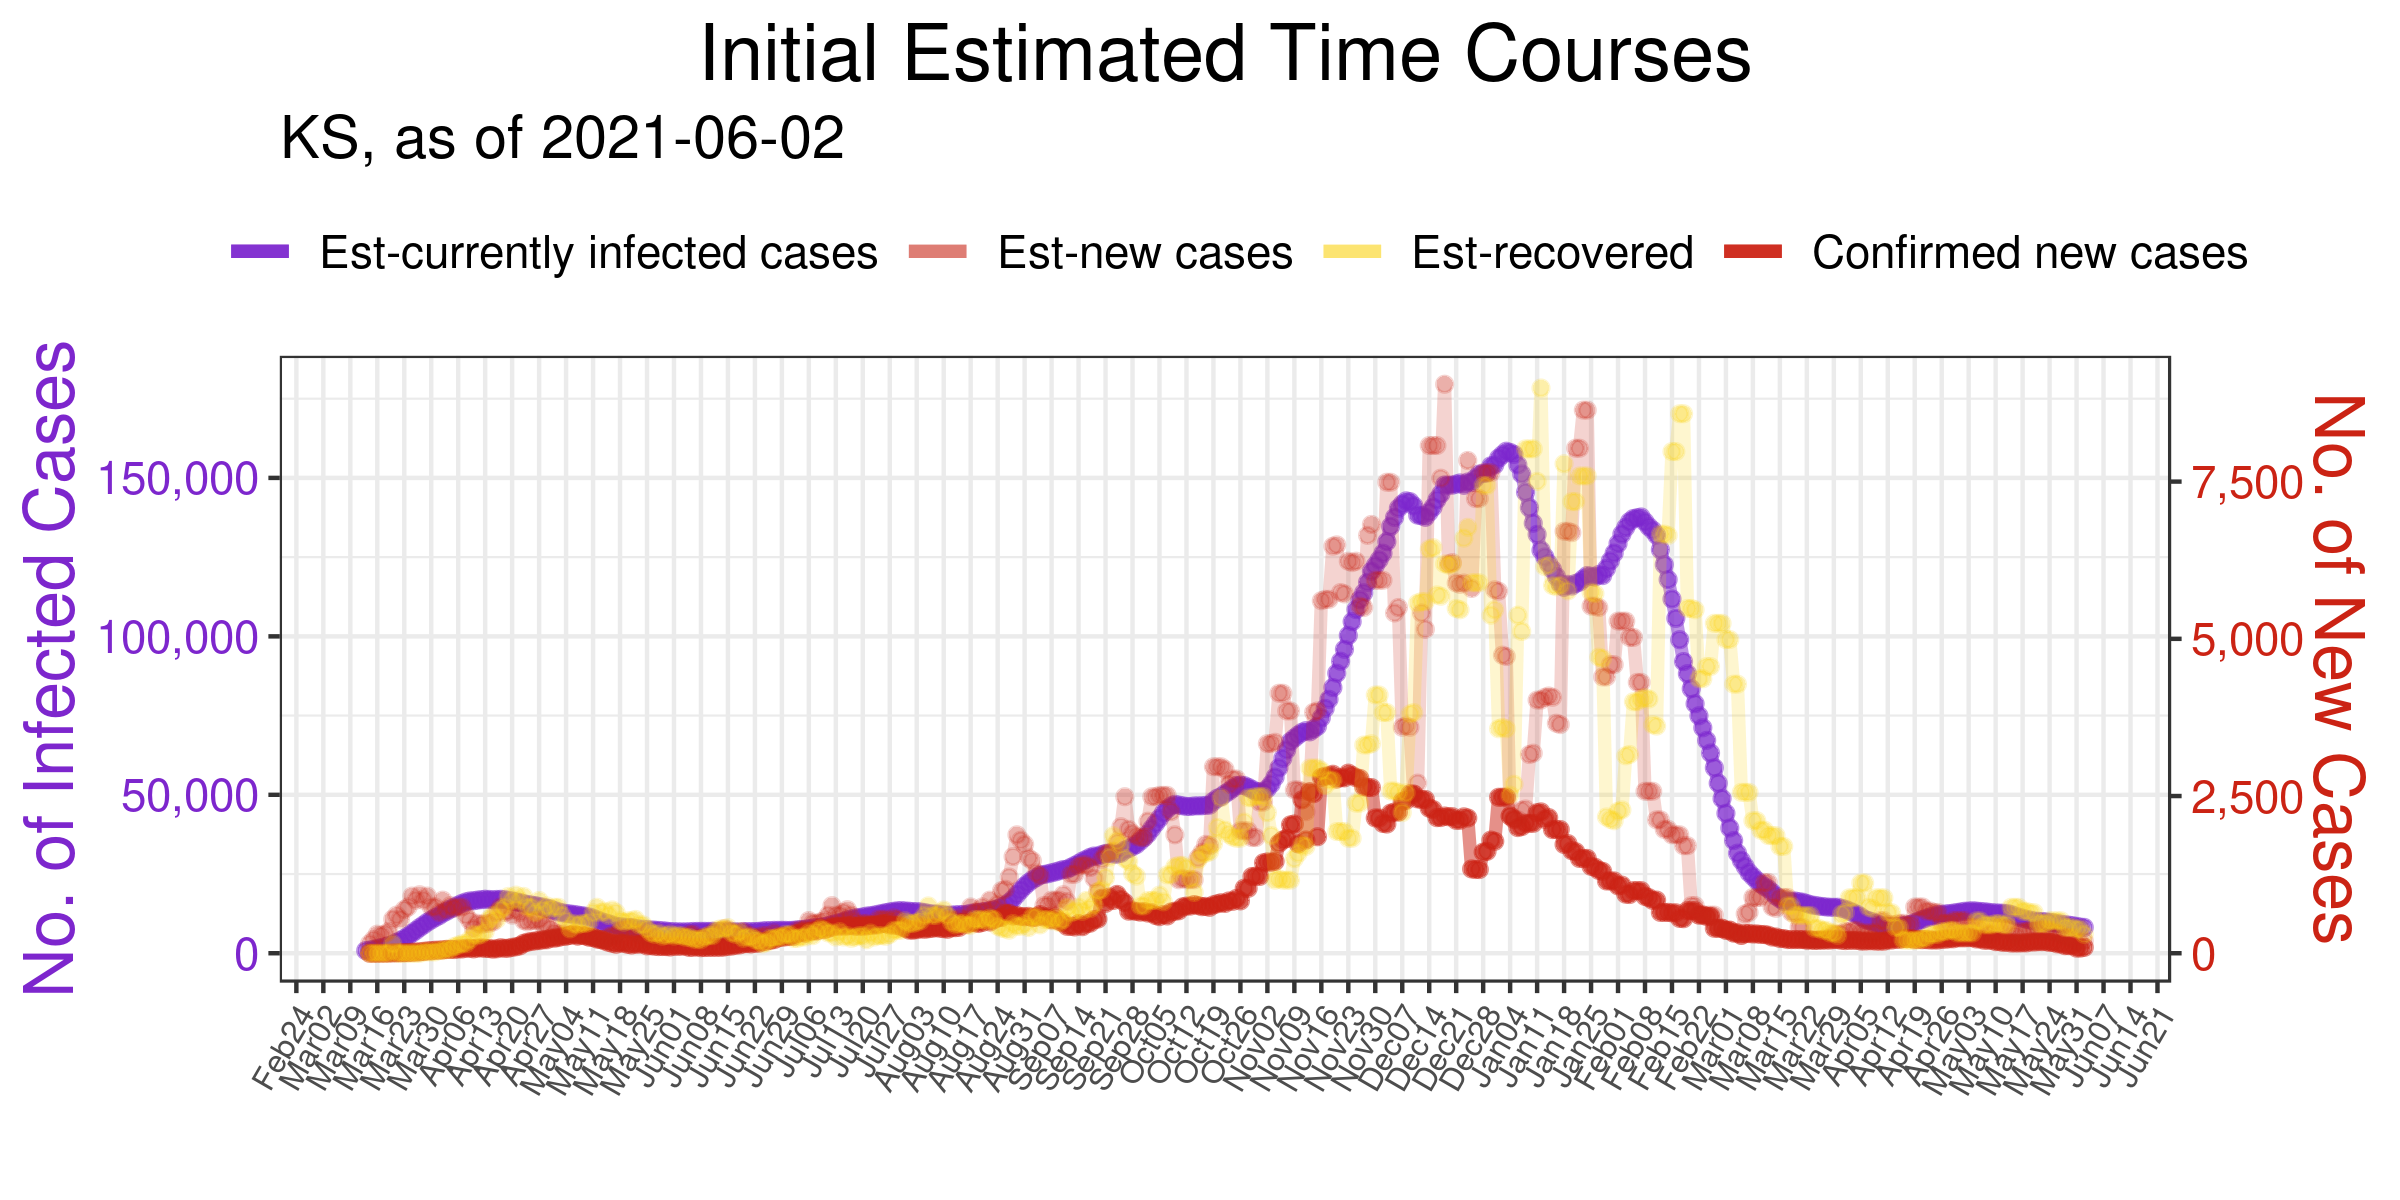 Initial Estimated Time Courses
KS, as of 2021-06-02
Est-currently infected cases
Est-new cases
Est-recovered
Confirmed new cases
No. of Infected Cases
150,000
100,000
50,000
0
7,500
5,000
2,500
0
No. of New Cases
Feb24
Mar02
Mar09
Mar16
Mar23
Mar30
Apr06
Apr13
Apr20
Apr27
May04
May11
May18
May25
Jun01
Jun08
Jun15
Jun22
Jun29
Jul06
Jul13
Jul20
Jul27
Aug03
Aug10
Aug17
Aug24
Aug31
Sep07
Sep14
Sep21
Sep28
Oct05
Oct12
Oct19
Oct26
Nov02
Nov09
Nov16
Nov23
Nov30
Dec07
Dec14
Dec21
Dec28
Jan04
Jan11
Jan18
Jan25
Feb01
Feb08
Feb15
Feb22
Mar01
Mar08
Mar15
Mar22
Mar29
Apr05
Apr12
Apr19
Apr26
May03
May10
May17
May24
May31
Jun07
Jun14
Jun21